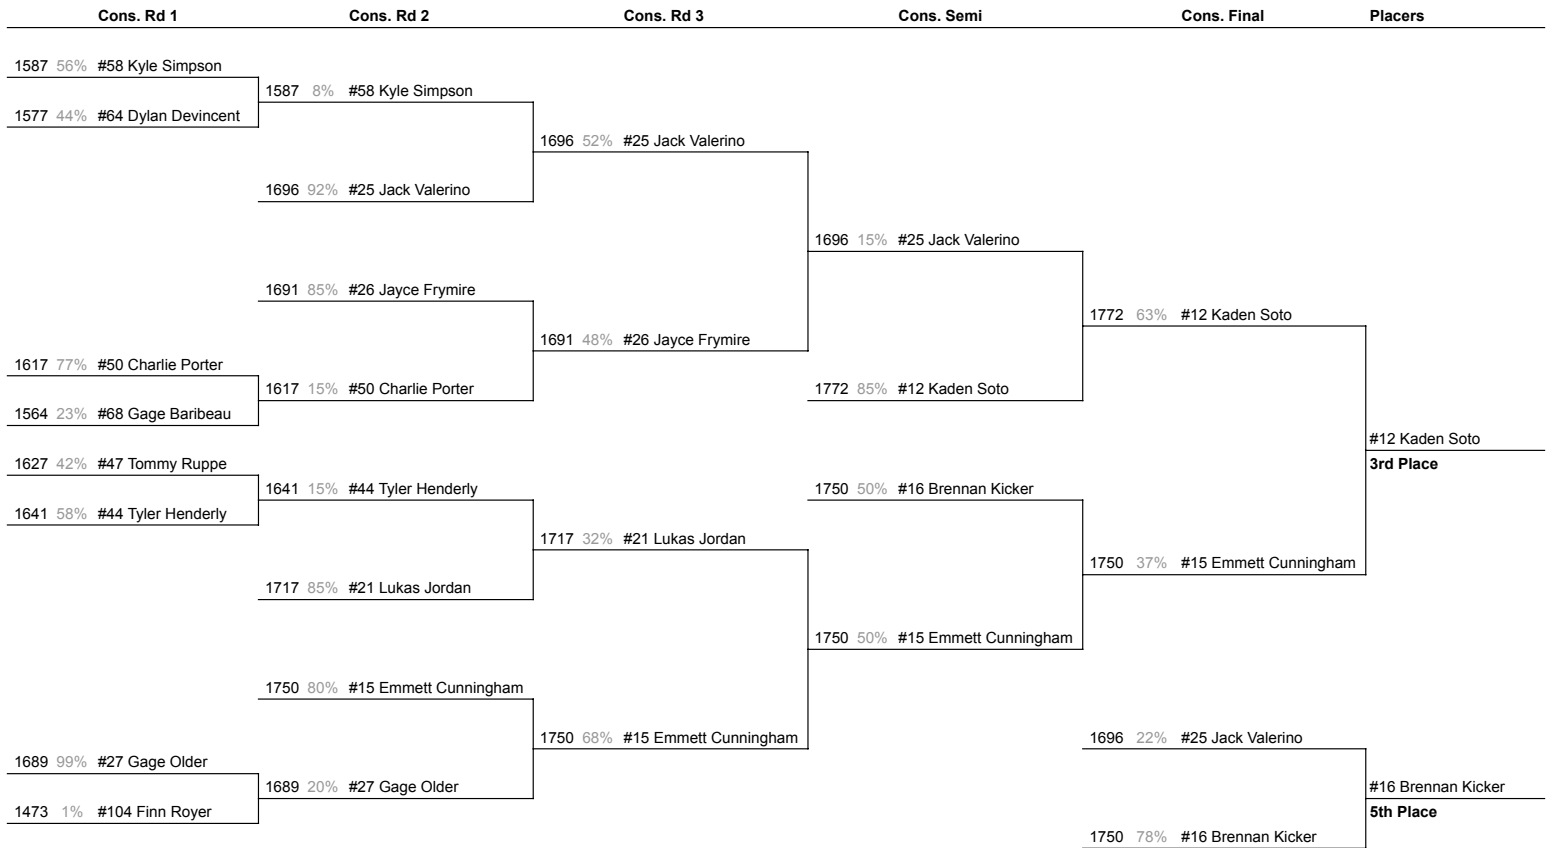 Cons. Rd 1 Cons. Rd 2 Cons. Rd 3 Cons. Semi Cons. Final Placers
1587 56% #58 Kyle Simpson
1587 8% #58 Kyle Simpson
1577 44% #64 Dylan Devincent
1696 52% #25 Jack Valerino
1696 92% #25 Jack Valerino
1696 15% #25 Jack Valerino
1691 85% #26 Jayce Frymire
1772 63% #12 Kaden Soto
1691 48% #26 Jayce Frymire
1617 77% #50 Charlie Porter
1617 15% #50 Charlie Porter
1772 85% #12 Kaden Soto
1564 23% #68 Gage Baribeau
#12 Kaden Soto
1627 42% #47 Tommy Ruppe
3rd Place
1641 15% #44 Tyler Henderly
1750 50% #16 Brennan Kicker
1641 58% #44 Tyler Henderly
1717 32% #21 Lukas Jordan
1750 37% #15 Emmett Cunningham
1717 85% #21 Lukas Jordan
1750 50% #15 Emmett Cunningham
1750 80% #15 Emmett Cunningham
1750 68% #15 Emmett Cunningham
1696 22% #25 Jack Valerino
1689 99% #27 Gage Older
1689 20% #27 Gage Older
#16 Brennan Kicker
1473 1% #104 Finn Royer
5th Place
1750 78% #16 Brennan Kicker